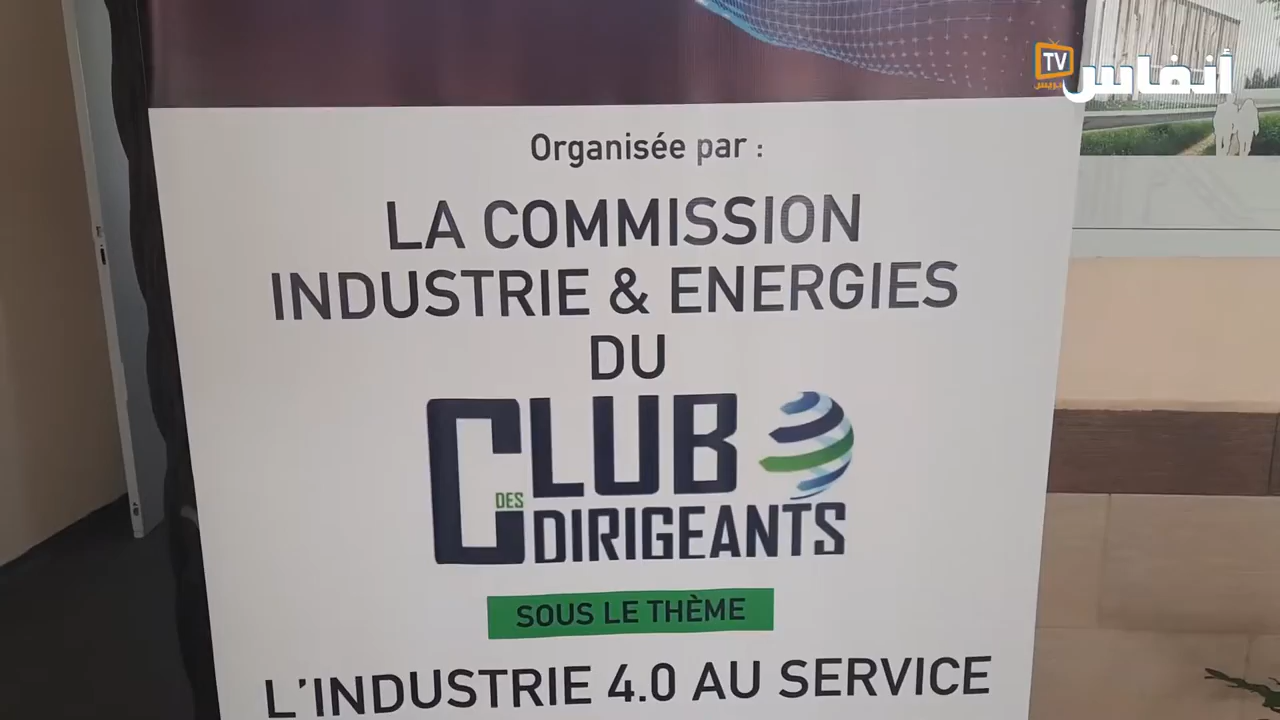 TV
أنفاس
بريس
Organisée par :
LA COMMISSION
INDUSTRIE & ENERGIES
DU
CLUB
DES
DIRIGEANTS
SOUS LE THÈME
L'INDUSTRIE 4.0 AU SERVICE